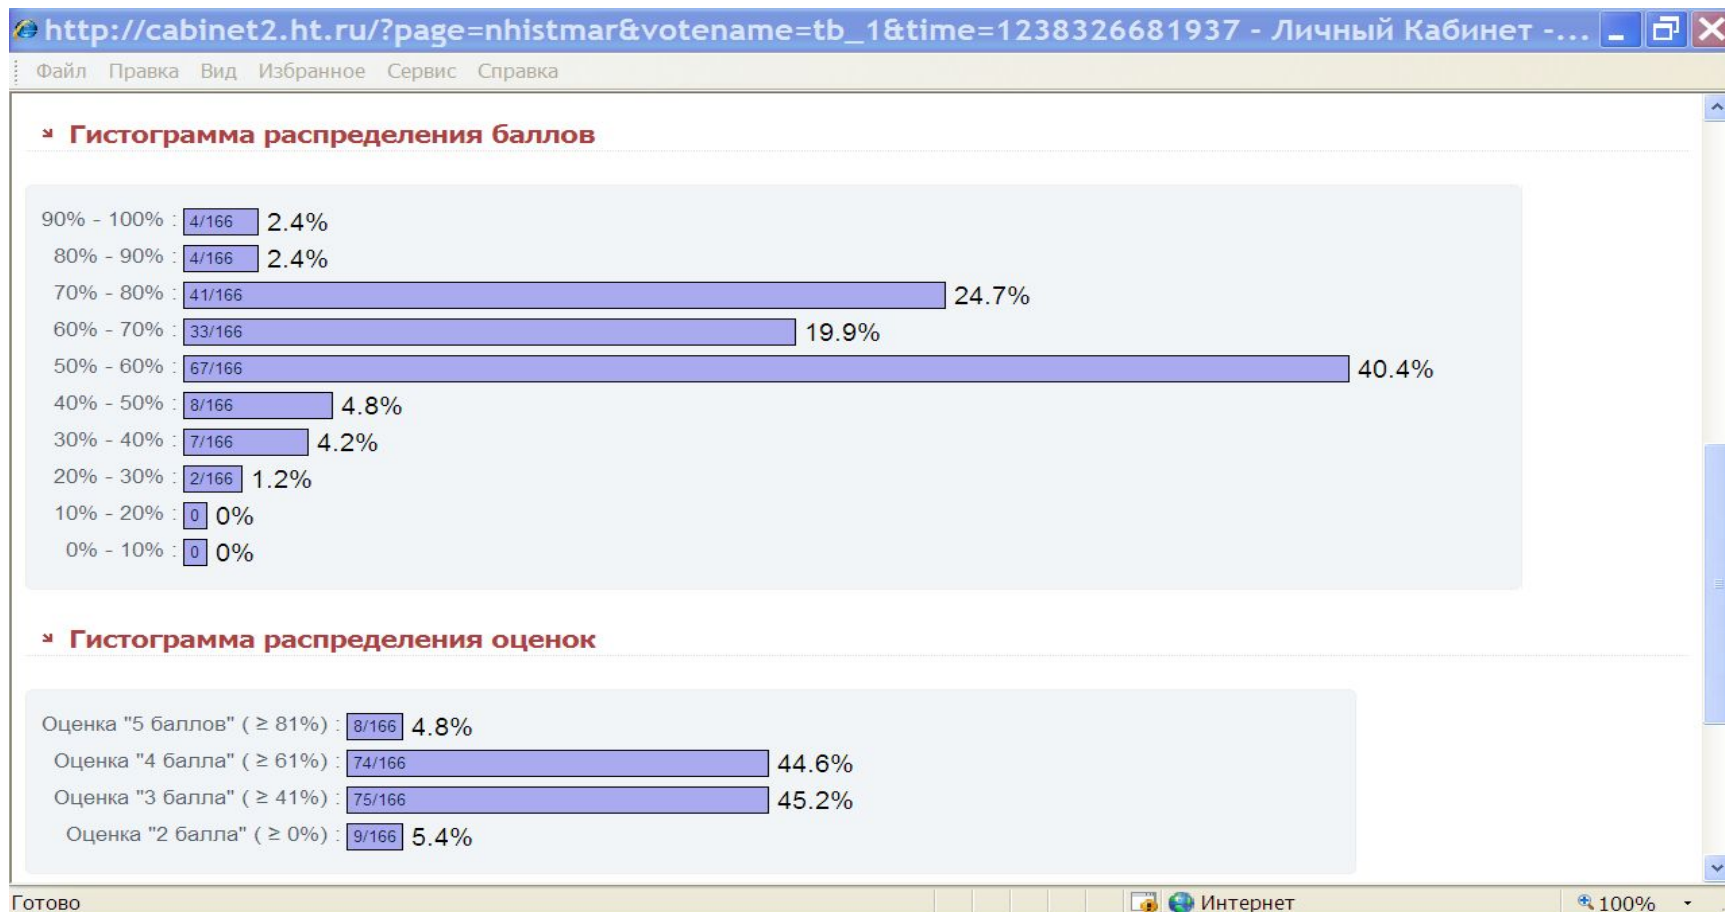 http://cabinet2.ht.ru/?page=nhistmar&votename=tb_1&time=1238326681937 - Личный Кабинет -...
Файл Правка Вид Избранное Сервис Справка
Гистограмма распределения баллов
90% - 100% : 4/166 2.4%
80% - 90% : 4/166 2.4%
70% - 80% : 41/166 24.7%
60% - 70% : 33/166 19.9%
50% - 60% : 67/166 40.4%
40% - 50% : 8/166 4.8%
30% - 40% : 7/166 4.2%
20% - 30% : 2/166 1.2%
10% - 20% : 0 0%
0% - 10% : 0 0%
Гистограмма распределения оценок
Оценка "5 баллов" ( ≥ 81%) : 8/166 4.8%
Оценка "4 балла" ( ≥ 61%) : 74/166 44.6%
Оценка "3 балла" ( ≥ 41%) : 75/166 45.2%
Оценка "2 балла" ( ≥ 0%) : 9/166 5.4%
Готово Интернет 100%